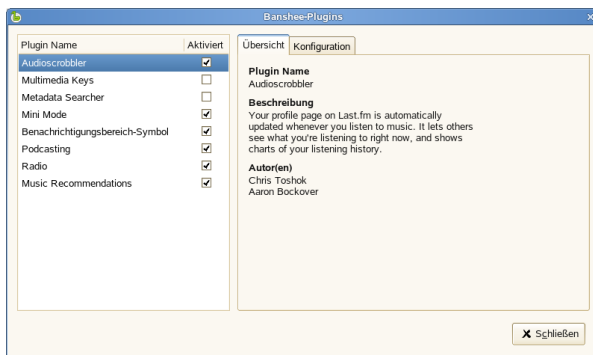 Banshee-Plugins
Plugin Name Aktiviert
Audioscrobbler
Multimedia Keys
Metadata Searcher
Mini Mode
Benachrichtigungsbereich-Symbol
Podcasting
Radio
Music Recommendations
Übersicht Konfiguration
Plugin Name
Audioscrobbler
Beschreibung
Your profile page on Last.fm is automatically
updated whenever you listen to music. It lets others
see what you're listening to right now, and shows
charts of your listening history.
Autor(en)
Chris Toshok
Aaron Bockover
Schließen